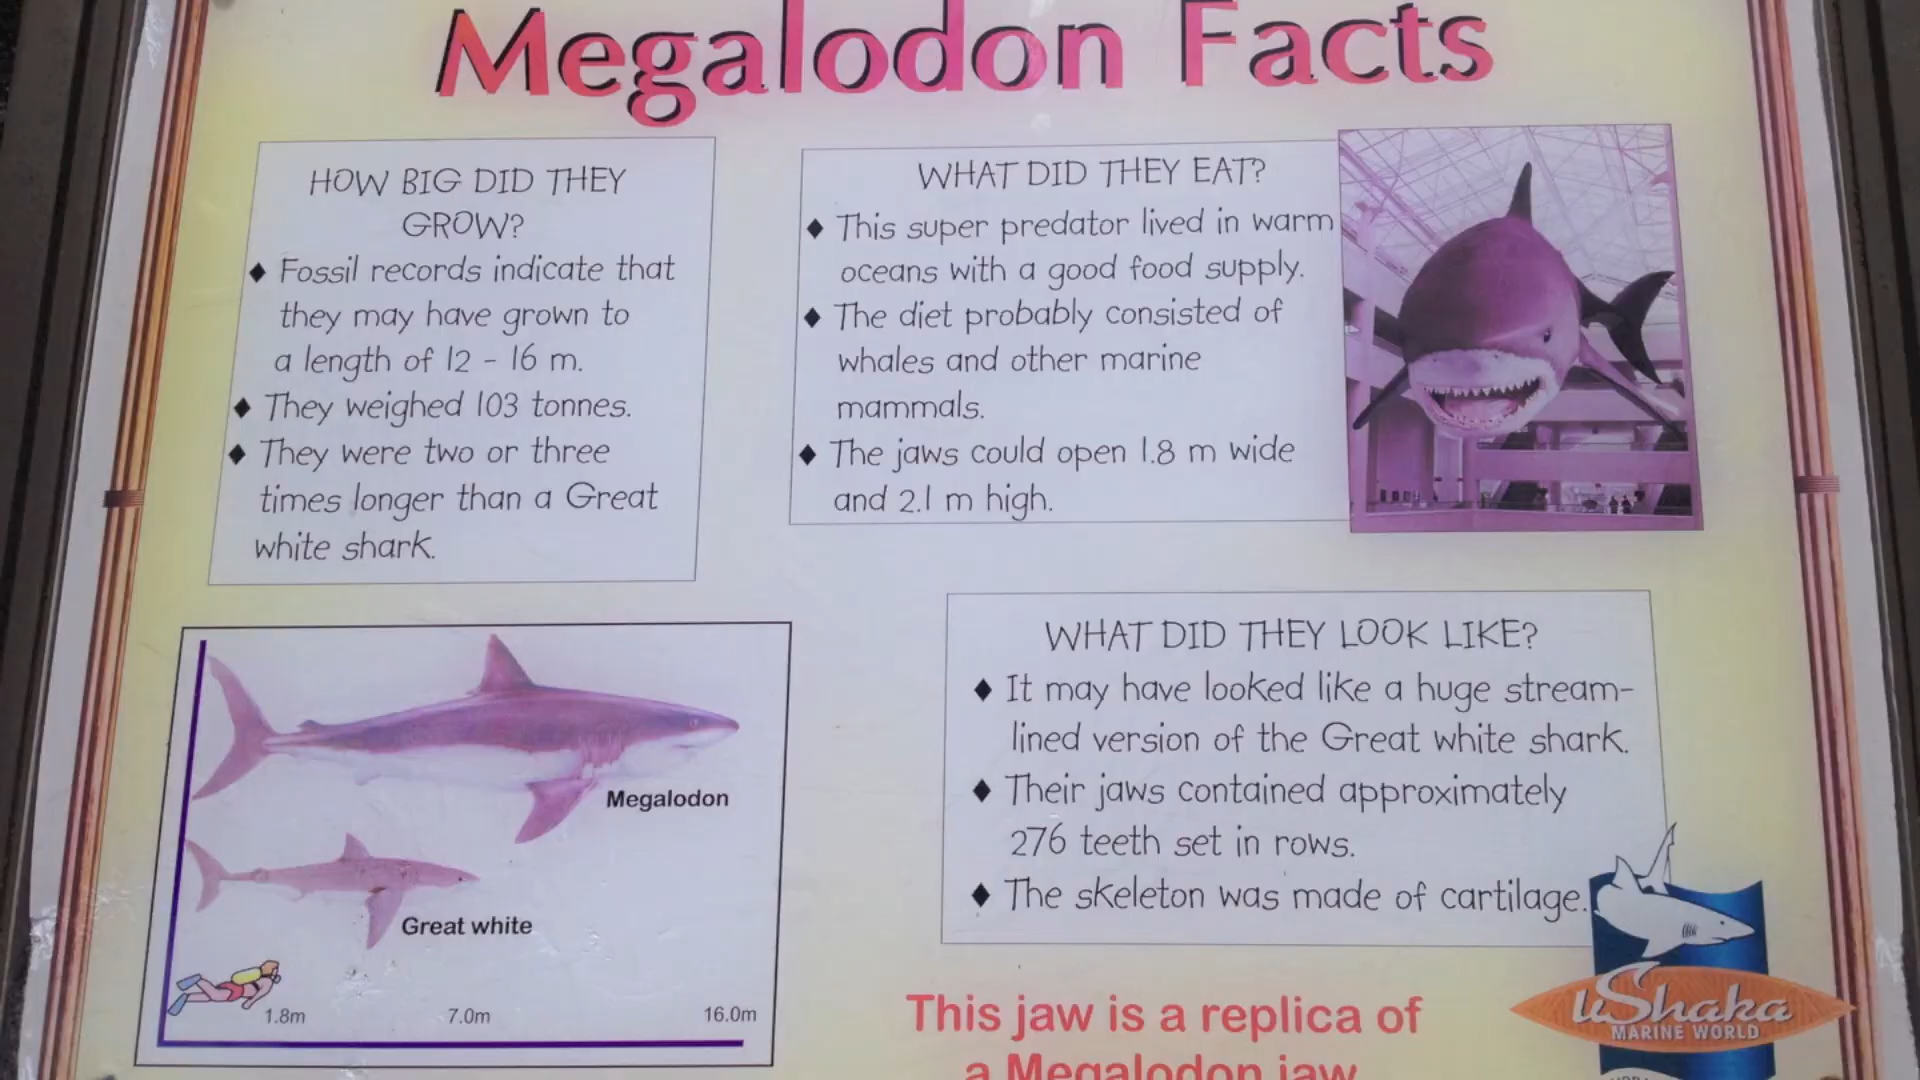 Megalodon Facts
HOW BIG DID THEY
GROW?
♦ Fossil records indicate that
they may have grown to
a length of 12 - 16 m.
♦ They weighed 103 tonnes.
♦ They were two or three
times longer than a Great
white shark.
WHAT DID THEY EAT?
♦ This super predator lived in warm
oceans with a good food supply.
♦ The diet probably consisted of
whales and other marine
mammals.
♦ The jaws could open 1.8 m wide
and 2.1 m high.
Megalodon
Great white
1.8m 7.0m 16.0m
WHAT DID THEY LOOK LIKE?
♦ It may have looked like a huge stream-
lined version of the Great white shark.
♦ Their jaws contained approximately
276 teeth set in rows.
♦ The skeleton was made of cartilage.
This jaw is a replica of
a Megalodon jaw
uShaka
MARINE WORLD